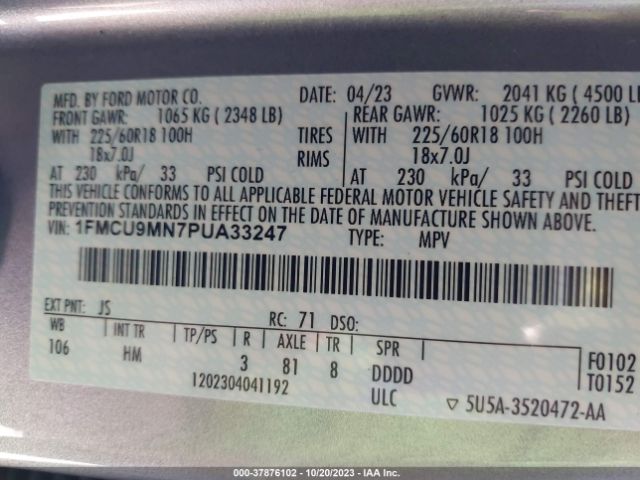 MFD. BY FORD MOTOR CO. DATE: 04/23 GVWR: 2041 KG ( 4500 L
FRONT GAWR: 1065 KG ( 2348 LB) REAR GAWR: 1025 KG ( 2260 LB)
WITH 225/60R18 100H TIRES WITH 225/60R18 100H
18x7.0J RIMS 18x7.0J
AT 230 kPa/ 33 PSI COLD AT 230 kPa/ 33 PSI COLD
THIS VEHICLE CONFORMS TO ALL APPLICABLE FEDERAL MOTOR VEHICLE SAFETY AND THEFT
PREVENTION STANDARDS IN EFFECT ON THE DATE OF MANUFACTURE SHOWN ABOVE.
VIN: 1FMCU9MN7PUA33247 TYPE: MPV
EXT PNT: JS RC: 71 DSO:
WB INT TR TP/PS R AXLE TR SPR
106 HM 3 81 8 DDDD F0102
1202304041192 ULC T0152
▽ 5U5A-3520472-AA
000-37876102 - 10/20/2023 - IAA Inc.